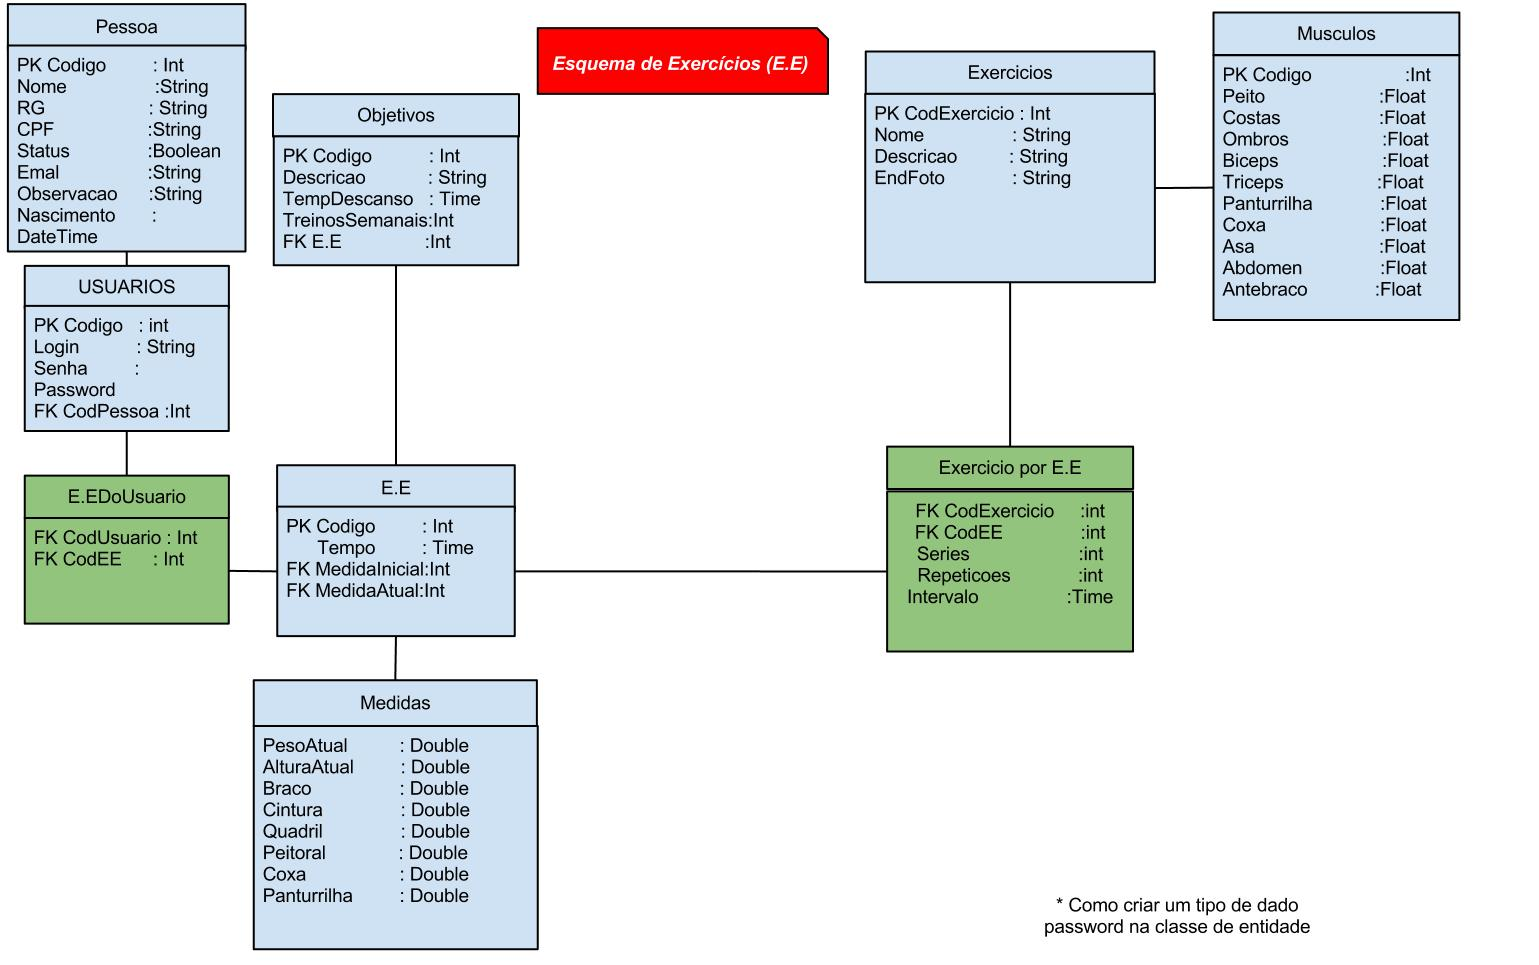 Pessoa
PK Codigo : Int
Nome :String
RG : String
CPF :String
Status :Boolean
Emal :String
Observacao :String
Nascimento :
DateTime
USUARIOS
PK Codigo : int
Login : String
Senha :
Password
FK CodPessoa :Int
E.EDoUsuario
FK CodUsuario : Int
FK CodEE : Int
Objetivos
PK Codigo : Int
Descricao : String
TempDescanso : Time
TreinosSemanais:Int
FK E.E :Int
E.E
PK Codigo : Int
Tempo : Time
FK MedidaInicial:Int
FK MedidaAtual:Int
Medidas
PesoAtual : Double
AlturaAtual : Double
Braco : Double
Cintura : Double
Quadril : Double
Peitoral : Double
Coxa : Double
Panturrilha : Double
Esquema de Exercícios (E.E)
Exercicios
PK CodExercicio : Int
Nome : String
Descricao : String
EndFoto : String
Exercicio por E.E
FK CodExercicio :int
FK CodEE :int
Series :int
Repeticoes :int
Intervalo :Time
Musculos
PK Codigo :Int
Peito :Float
Costas :Float
Ombros :Float
Biceps :Float
Triceps :Float
Panturrilha :Float
Coxa :Float
Asa :Float
Abdomen :Float
Antebraco :Float
* Como criar um tipo de dado
password na classe de entidade